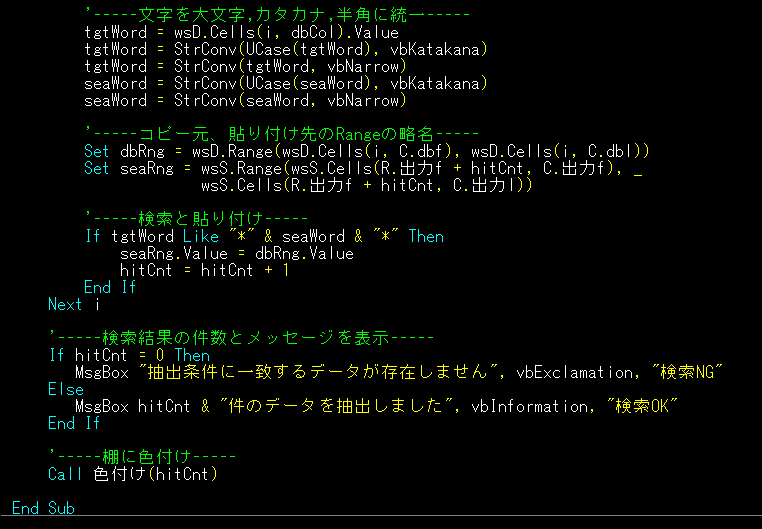 '-----文字を大文字,カタカナ,半角に統一-----
tgtWord = wsD.Cells(i, dbCol).Value
tgtWord = StrConv(UCase(tgtWord), vbKatakana)
tgtWord = StrConv(tgtWord, vbNarrow)
seaWord = StrConv(UCase(seaWord), vbKatakana)
seaWord = StrConv(seaWord, vbNarrow)
'-----コピー元、貼り付け先のRangeの略名-----
Set dbRng = wsD.Range(wsD.Cells(i, C.dbf), wsD.Cells(i, C.dbl))
Set seaRng = wsS.Range(wsS.Cells(R.出力f + hitCnt, C.出力f), _
wsS.Cells(R.出力f + hitCnt, C.出力l))
'-----検索と貼り付け-----
If tgtWord Like "*" & seaWord & "*" Then
seaRng.Value = dbRng.Value
hitCnt = hitCnt + 1
End If
Next i
'-----検索結果の件数とメッセージを表示-----
If hitCnt = 0 Then
MsgBox "抽出条件に一致するデータが存在しません", vbExclamation, "検索NG"
Else
MsgBox hitCnt & "件のデータを抽出しました", vbInformation, "検索OK"
End If
'-----棚に色付け-----
Call 色付け(hitCnt)
End Sub